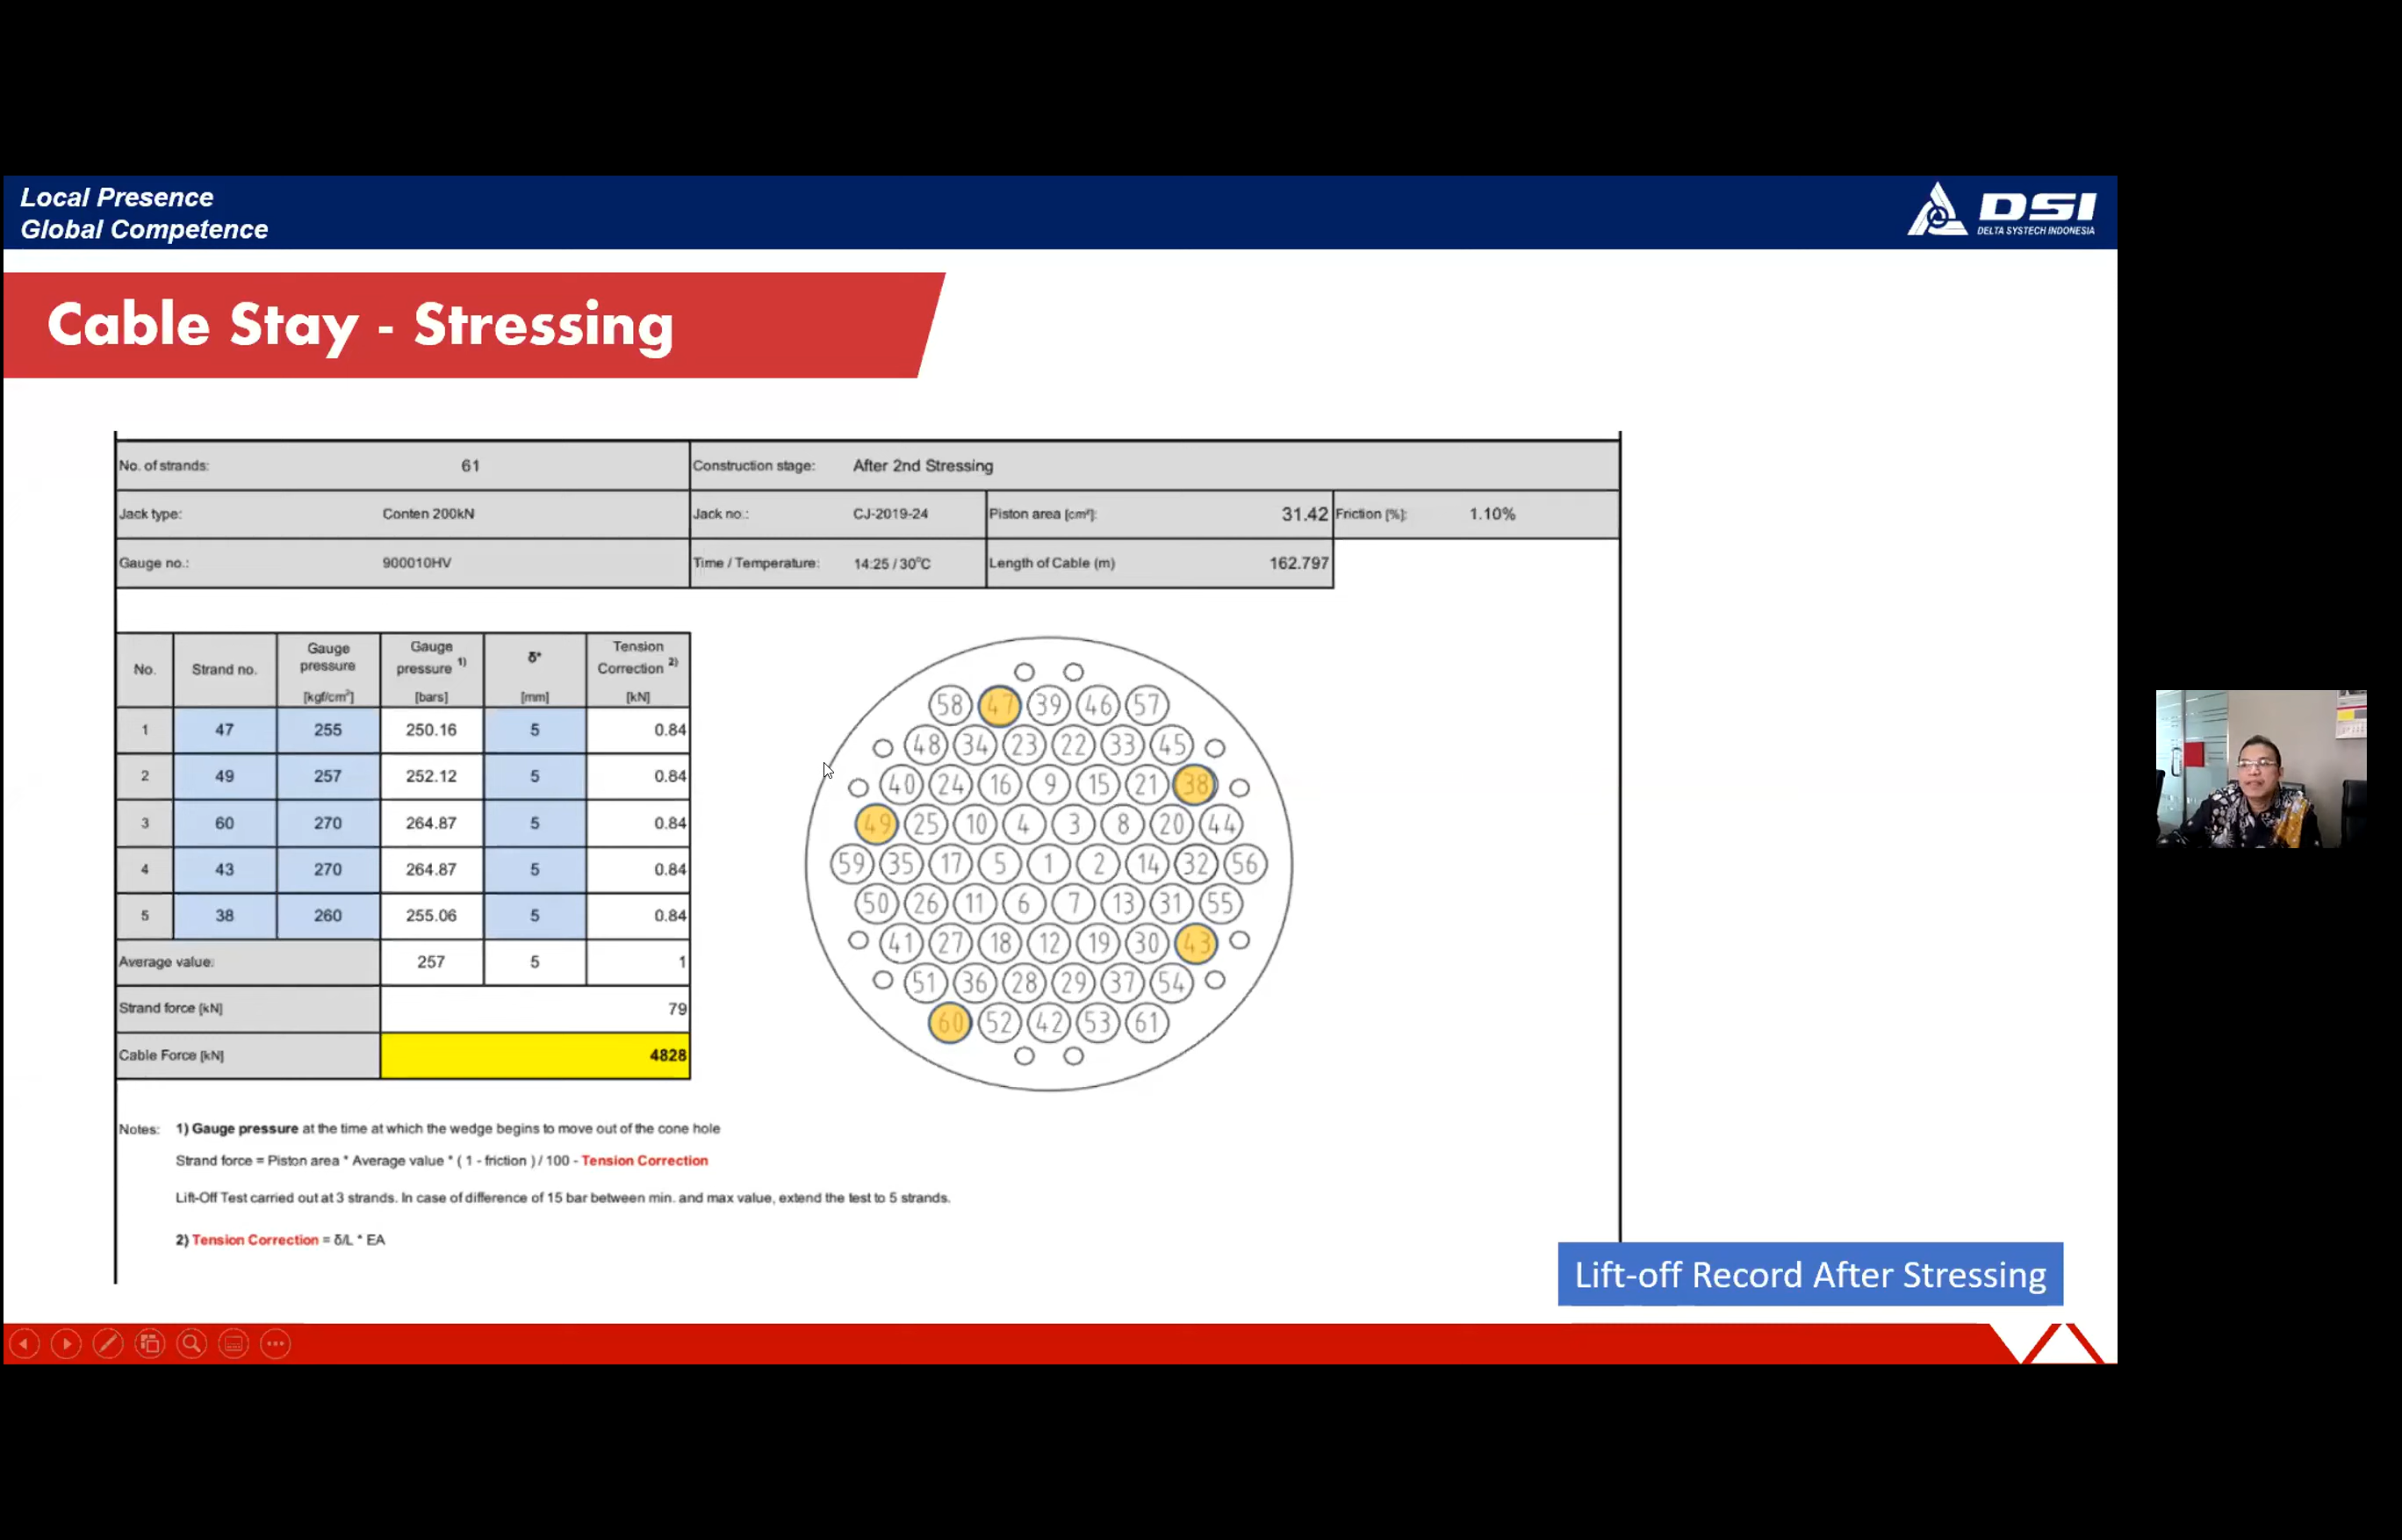 Local Presence
Global Competence
DSI
DELTA SYSTECH INDONESIA
Cable Stay - Stressing
No. of strands: 61 Construction stage: After 2nd Stressing
Jack type: Conten 200kN Jack no.: CJ-2019-24 Piston area [cm²]: 31.42 Friction [%]: 1.10%
Gauge no.: 900010HV Time / Temperature: 14:25 / 30°C Length of Cable (m) 162.797
No. Strand no. Gauge pressure [kgf/cm²] Gauge pressure 1) [bars] δ* [mm] Tension Correction 2) [kN]
1 47 255 250.16 5 0.84
2 49 257 252.12 5 0.84
3 60 270 264.87 5 0.84
4 43 270 264.87 5 0.84
5 38 260 255.06 5 0.84
Average value: 257 5 1
Strand force [kN] 79
Cable Force [kN] 4828
58 47 39 46 57
48 34 23 22 33 45
40 24 16 9 15 21 38
49 25 10 4 3 8 20 44
59 35 17 5 1 2 14 32 56
50 26 11 6 7 13 31 55
41 27 18 12 19 30 43
51 36 28 29 37 54
60 52 42 53 61
Notes: 1) Gauge pressure at the time at which the wedge begins to move out of the cone hole
Strand force = Piston area * Average value * ( 1 - friction ) / 100 - Tension Correction
Lift-Off Test carried out at 3 strands. In case of difference of 15 bar between min. and max value, extend the test to 5 strands.
2) Tension Correction = δ/L * EA
Lift-off Record After Stressing